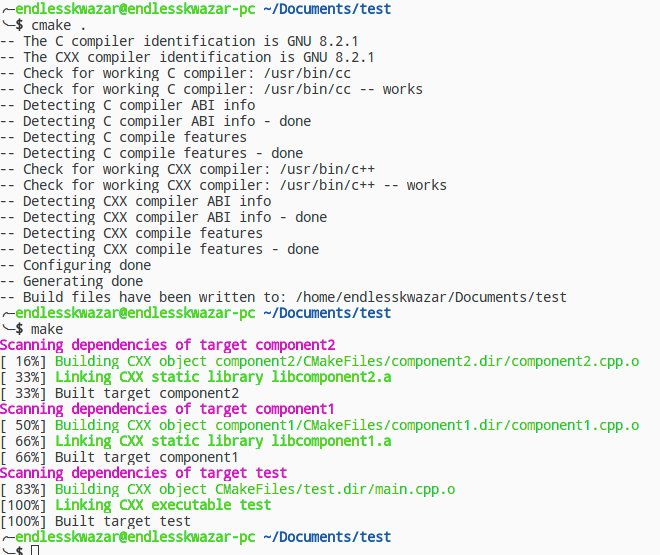 ╭─endlesskwazar@endlesskwazar-pc ~/Documents/test
╰─$ cmake .
-- The C compiler identification is GNU 8.2.1
-- The CXX compiler identification is GNU 8.2.1
-- Check for working C compiler: /usr/bin/cc
-- Check for working C compiler: /usr/bin/cc -- works
-- Detecting C compiler ABI info
-- Detecting C compiler ABI info - done
-- Detecting C compile features
-- Detecting C compile features - done
-- Check for working CXX compiler: /usr/bin/c++
-- Check for working CXX compiler: /usr/bin/c++ -- works
-- Detecting CXX compiler ABI info
-- Detecting CXX compiler ABI info - done
-- Detecting CXX compile features
-- Detecting CXX compile features - done
-- Configuring done
-- Generating done
-- Build files have been written to: /home/endlesskwazar/Documents/test
╭─endlesskwazar@endlesskwazar-pc ~/Documents/test
╰─$ make
Scanning dependencies of target component2
[ 16%] Building CXX object component2/CMakeFiles/component2.dir/component2.cpp.o
[ 33%] Linking CXX static library libcomponent2.a
[ 33%] Built target component2
Scanning dependencies of target component1
[ 50%] Building CXX object component1/CMakeFiles/component1.dir/component1.cpp.o
[ 66%] Linking CXX static library libcomponent1.a
[ 66%] Built target component1
Scanning dependencies of target test
[ 83%] Building CXX object CMakeFiles/test.dir/main.cpp.o
[100%] Linking CXX executable test
[100%] Built target test
╭─endlesskwazar@endlesskwazar-pc ~/Documents/test
╰─$